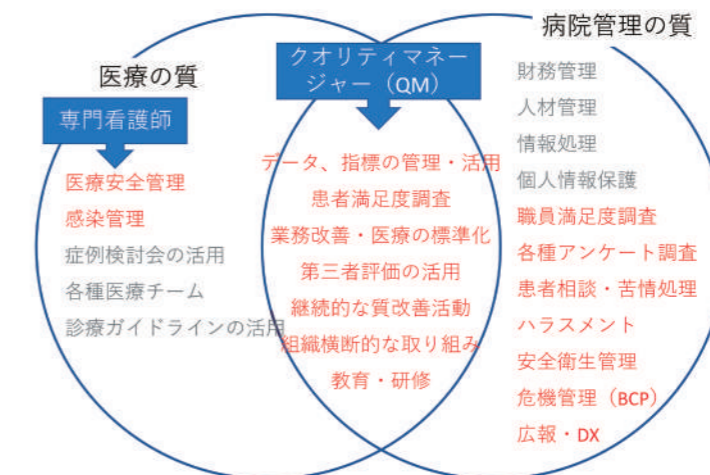 医療の質
専門看護師
医療安全管理
感染管理
症例検討会の活用
各種医療チーム
診療ガイドラインの活用
クオリティマネー
ジャー（QM）
データ、指標の管理・活用
患者満足度調査
業務改善・医療の標準化
第三者評価の活用
継続的な質改善活動
組織横断的な取り組み
教育・研修
病院管理の質
財務管理
人材管理
情報処理
個人情報保護
職員満足度調査
各種アンケート調査
患者相談・苦情処理
ハラスメント
安全衛生管理
危機管理（BCP）
広報・DX